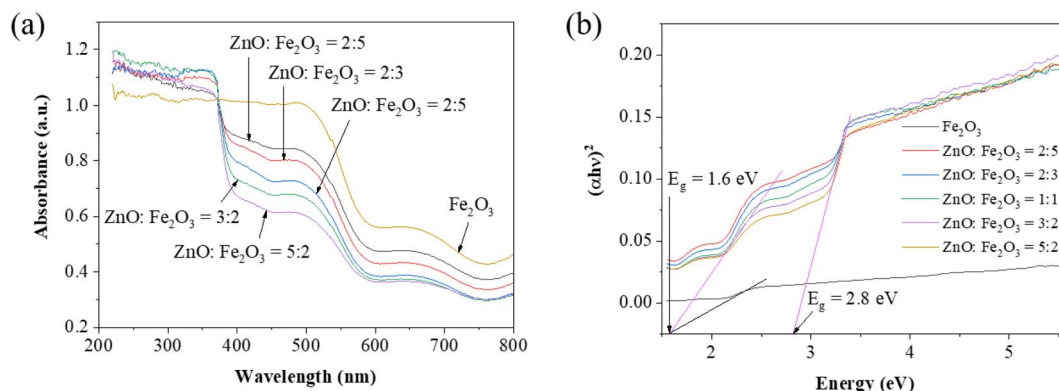 (a)
Absorbance (a.u.)
1.2
1.0
0.8
0.6
0.4
0.2
200
300
400
500
600
700
800
Wavelength (nm)
ZnO: Fe₂O₃ = 2:5
ZnO: Fe₂O₃ = 2:3
ZnO: Fe₂O₃ = 2:5
Fe₂O₃
ZnO: Fe₂O₃ = 3:2
ZnO: Fe₂O₃ = 5:2
(b)
(αhν)²
0.20
0.15
0.10
0.05
0.00
2
3
4
5
Energy (eV)
E₉ = 1.6 eV
E₉ = 2.8 eV
Fe₂O₃
ZnO: Fe₂O₃ = 2:5
ZnO: Fe₂O₃ = 2:3
ZnO: Fe₂O₃ = 1:1
ZnO: Fe₂O₃ = 3:2
ZnO: Fe₂O₃ = 5:2